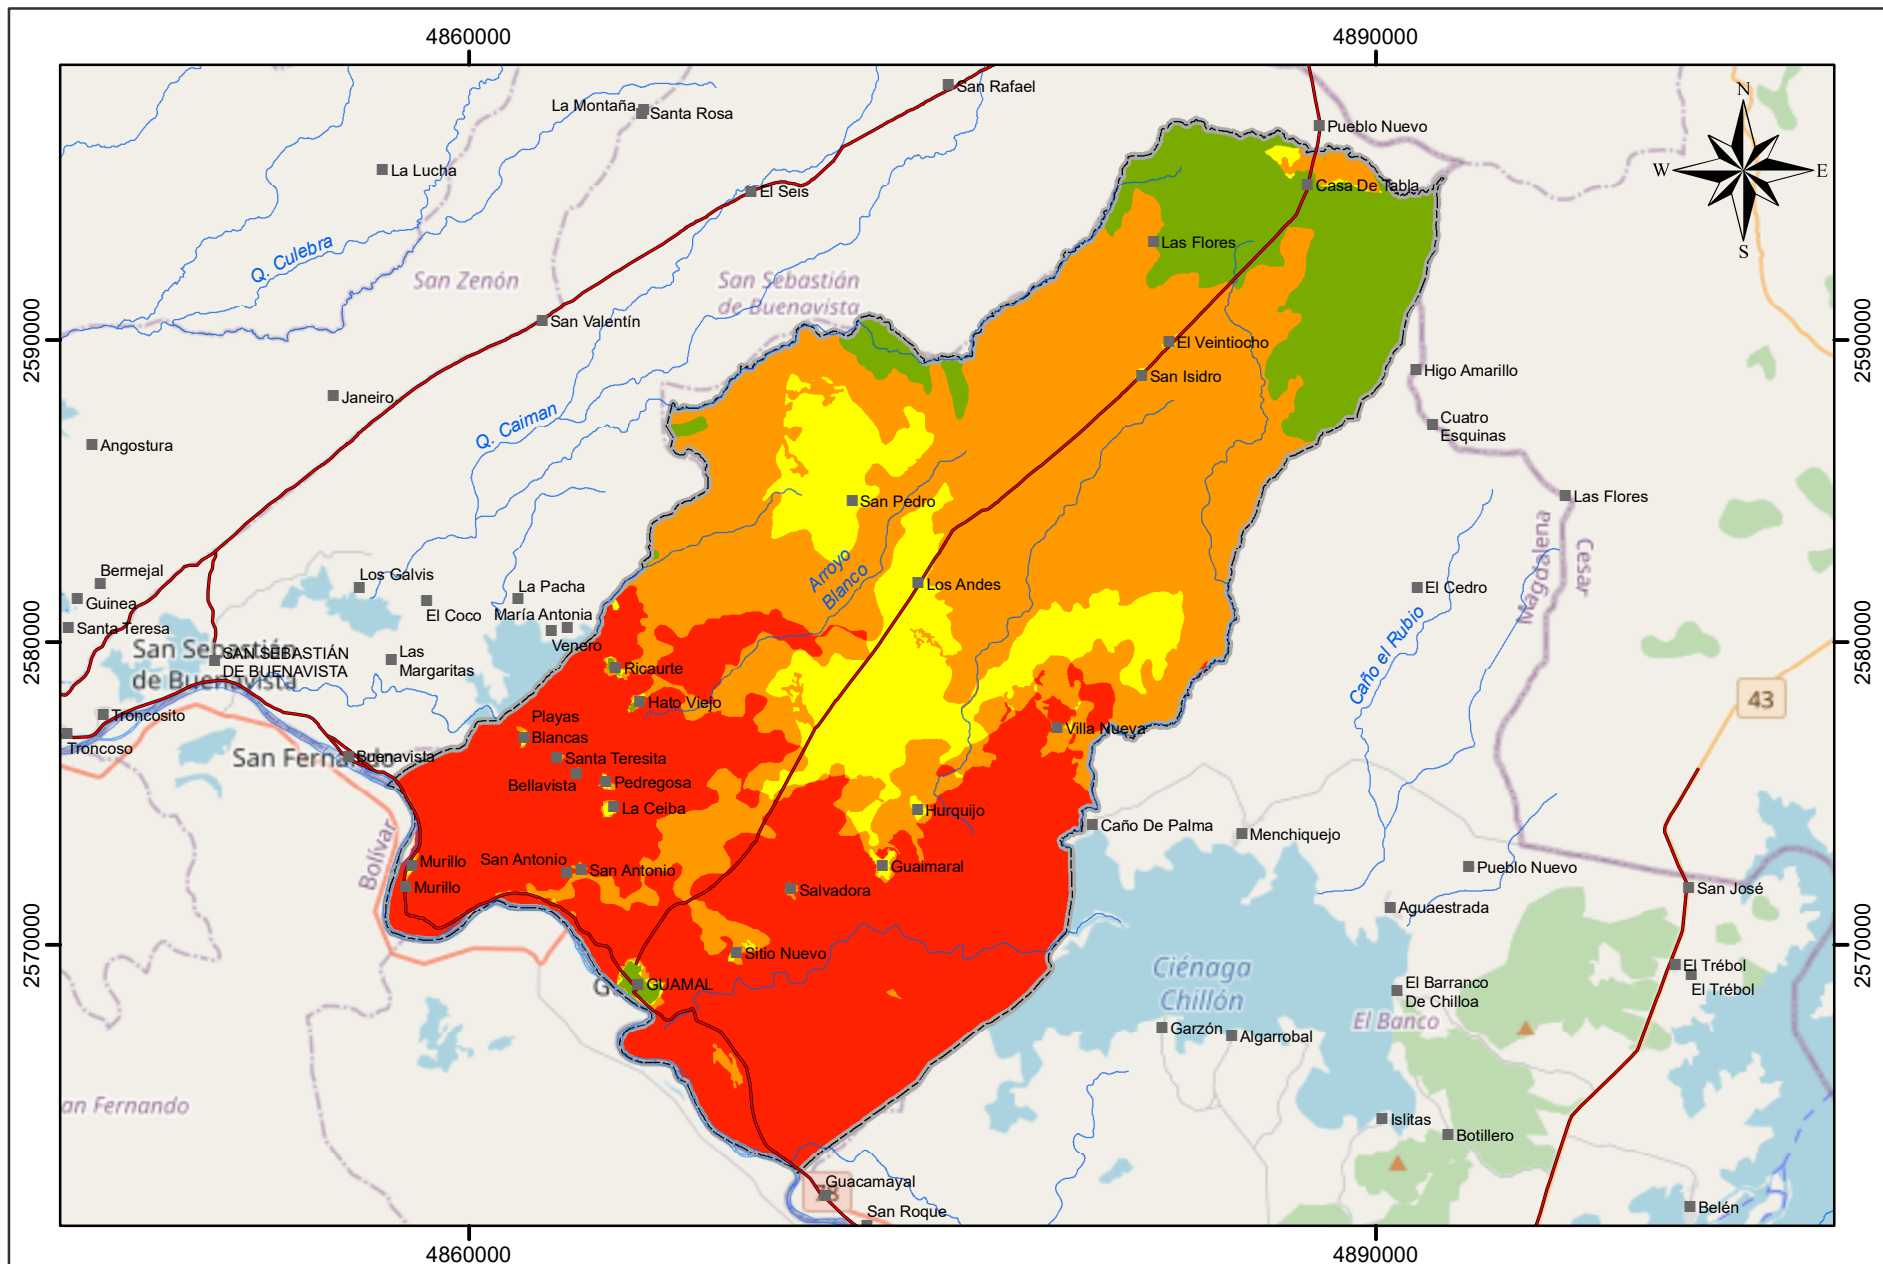 4860000
4890000
San Rafael
La Montaña
Santa Rosa
Pueblo Nuevo
N
W
E
S
La Lucha
El Seis
Casa De Tabla
Q. Culebra
Las Flores
San Zenón
San Sebastián
de Buenavista
San Valentín
2590000
2590000
El Veintiocho
San Isidro
Higo Amarillo
Janeiro
Q. Caiman
Cuatro
Esquinas
Angostura
San Pedro
Las Flores
Magdalena
Cesar
Arroyo
Blanco
Bermejal
Los Galvis
La Pacha
Los Andes
El Cedro
Guinea
El Coco
María Antonia
Santa Teresa
Venero
2580000
2580000
San Sebastián
de Buenavista
SAN SEBASTIÁN
DE BUENAVISTA
Las
Margaritas
Ricaurte
Caño el Rubio
43
Hato Viejo
Troncosito
Playas
Blancas
Villa Nueva
Troncoso
San Fernando
Buenavista
Santa Teresita
Bellavista
Pedregosa
La Ceiba
Hurquijo
Caño De Palma
Menchiquejo
Bolívar
Murillo
San Antonio
San Antonio
Guaimaral
Pueblo Nuevo
Murillo
Salvadora
San José
Aguaestrada
2570000
2570000
Sitio Nuevo
Ciénaga
Chillón
El Trébol
El Trébol
GUAMAL
El Barranco
De Chilloa
El Banco
Garzón
Algarrobal
an Fernando
Islitas
Botillero
Guacamayal
San Roque
Belén
4860000
4890000